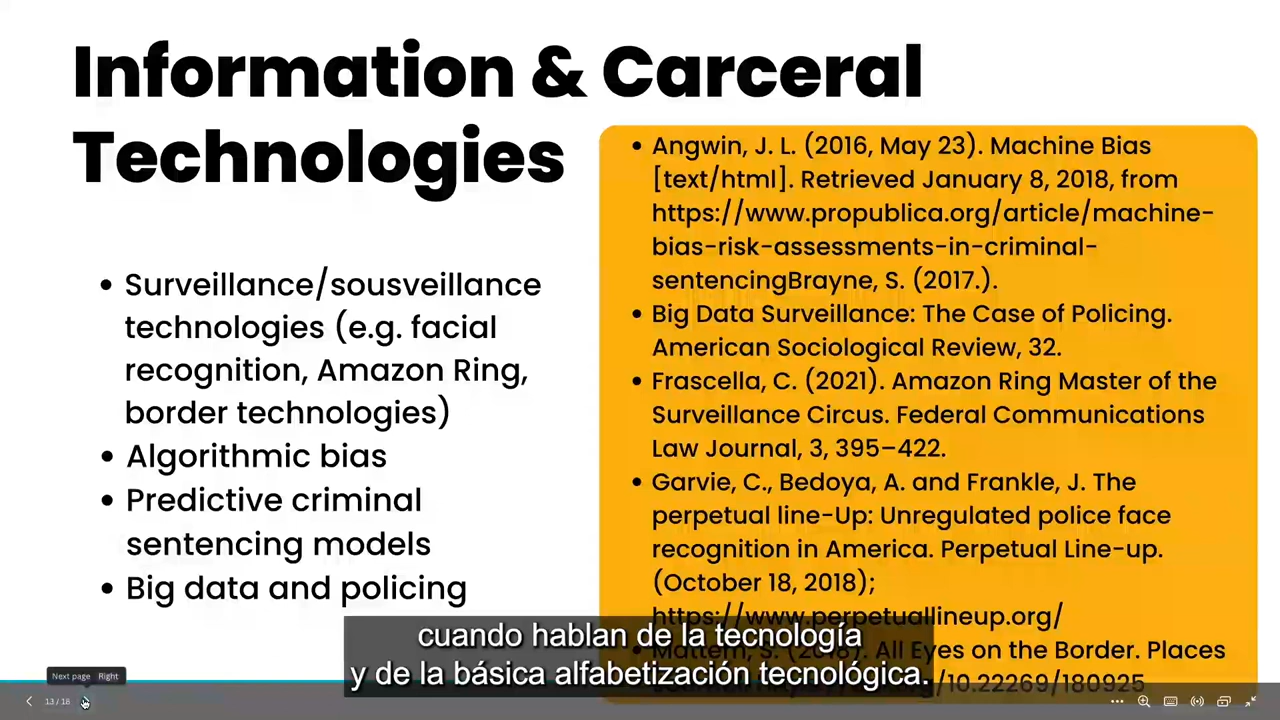 Information & Carceral
Technologies
• Surveillance/sousveillance
technologies (e.g. facial
recognition, Amazon Ring,
border technologies)
• Algorithmic bias
• Predictive criminal
sentencing models
• Big data and policing
• Angwin, J. L. (2016, May 23). Machine Bias
[text/html]. Retrieved January 8, 2018, from
https://www.propublica.org/article/machine-
bias-risk-assessments-in-criminal-
sentencingBrayne, S. (2017.).
• Big Data Surveillance: The Case of Policing.
American Sociological Review, 32.
• Frascella, C. (2021). Amazon Ring Master of the
Surveillance Circus. Federal Communications
Law Journal, 3, 395–422.
• Garvie, C., Bedoya, A. and Frankle, J. The
perpetual line-Up: Unregulated police face
recognition in America. Perpetual Line-up.
(October 18, 2018);
https://www.perpetuallineup.org/
• Mattern, S. (2018). All Eyes on the Border. Places
/10.22269/180925
cuando hablan de la tecnología
y de la básica alfabetización tecnológica.
Next page Right
13 / 18